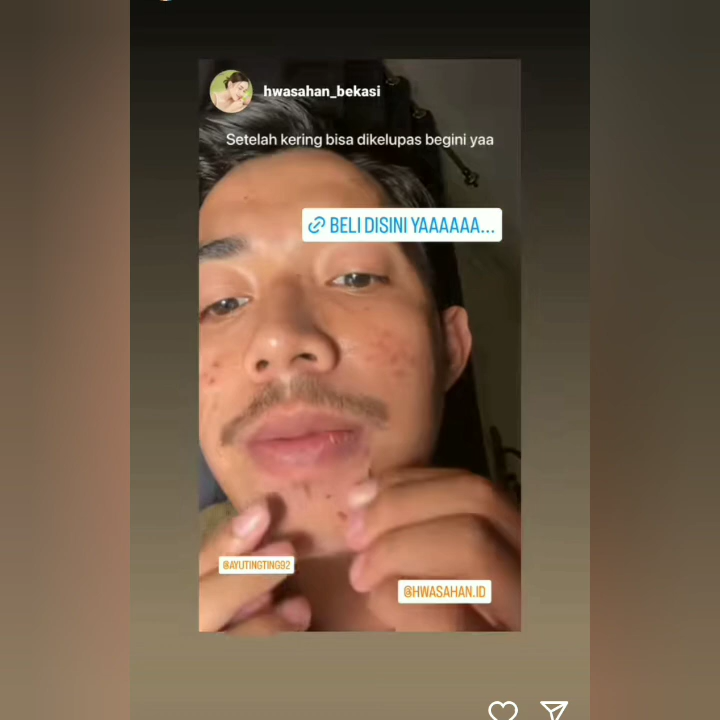 hwasahan_bekasi
Setelah kering bisa dikelupas begini yaa
BELI DISINI YAAAAAA...
@AYUTINGTING92
@HWASAHAN.ID